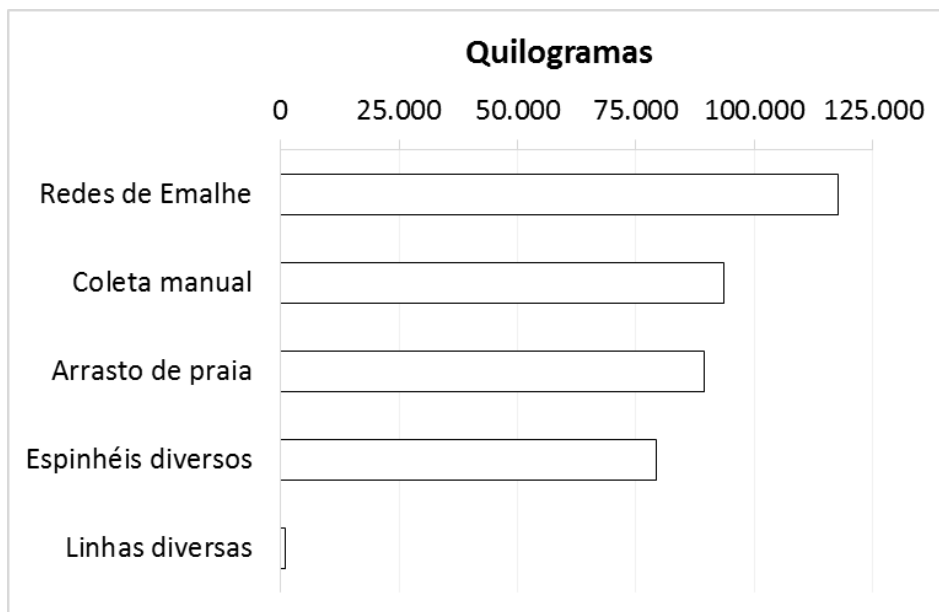 Quilogramas
0 25.000 50.000 75.000 100.000 125.000
Redes de Emalhe
Coleta manual
Arrasto de praia
Espinhéis diversos
Linhas diversas